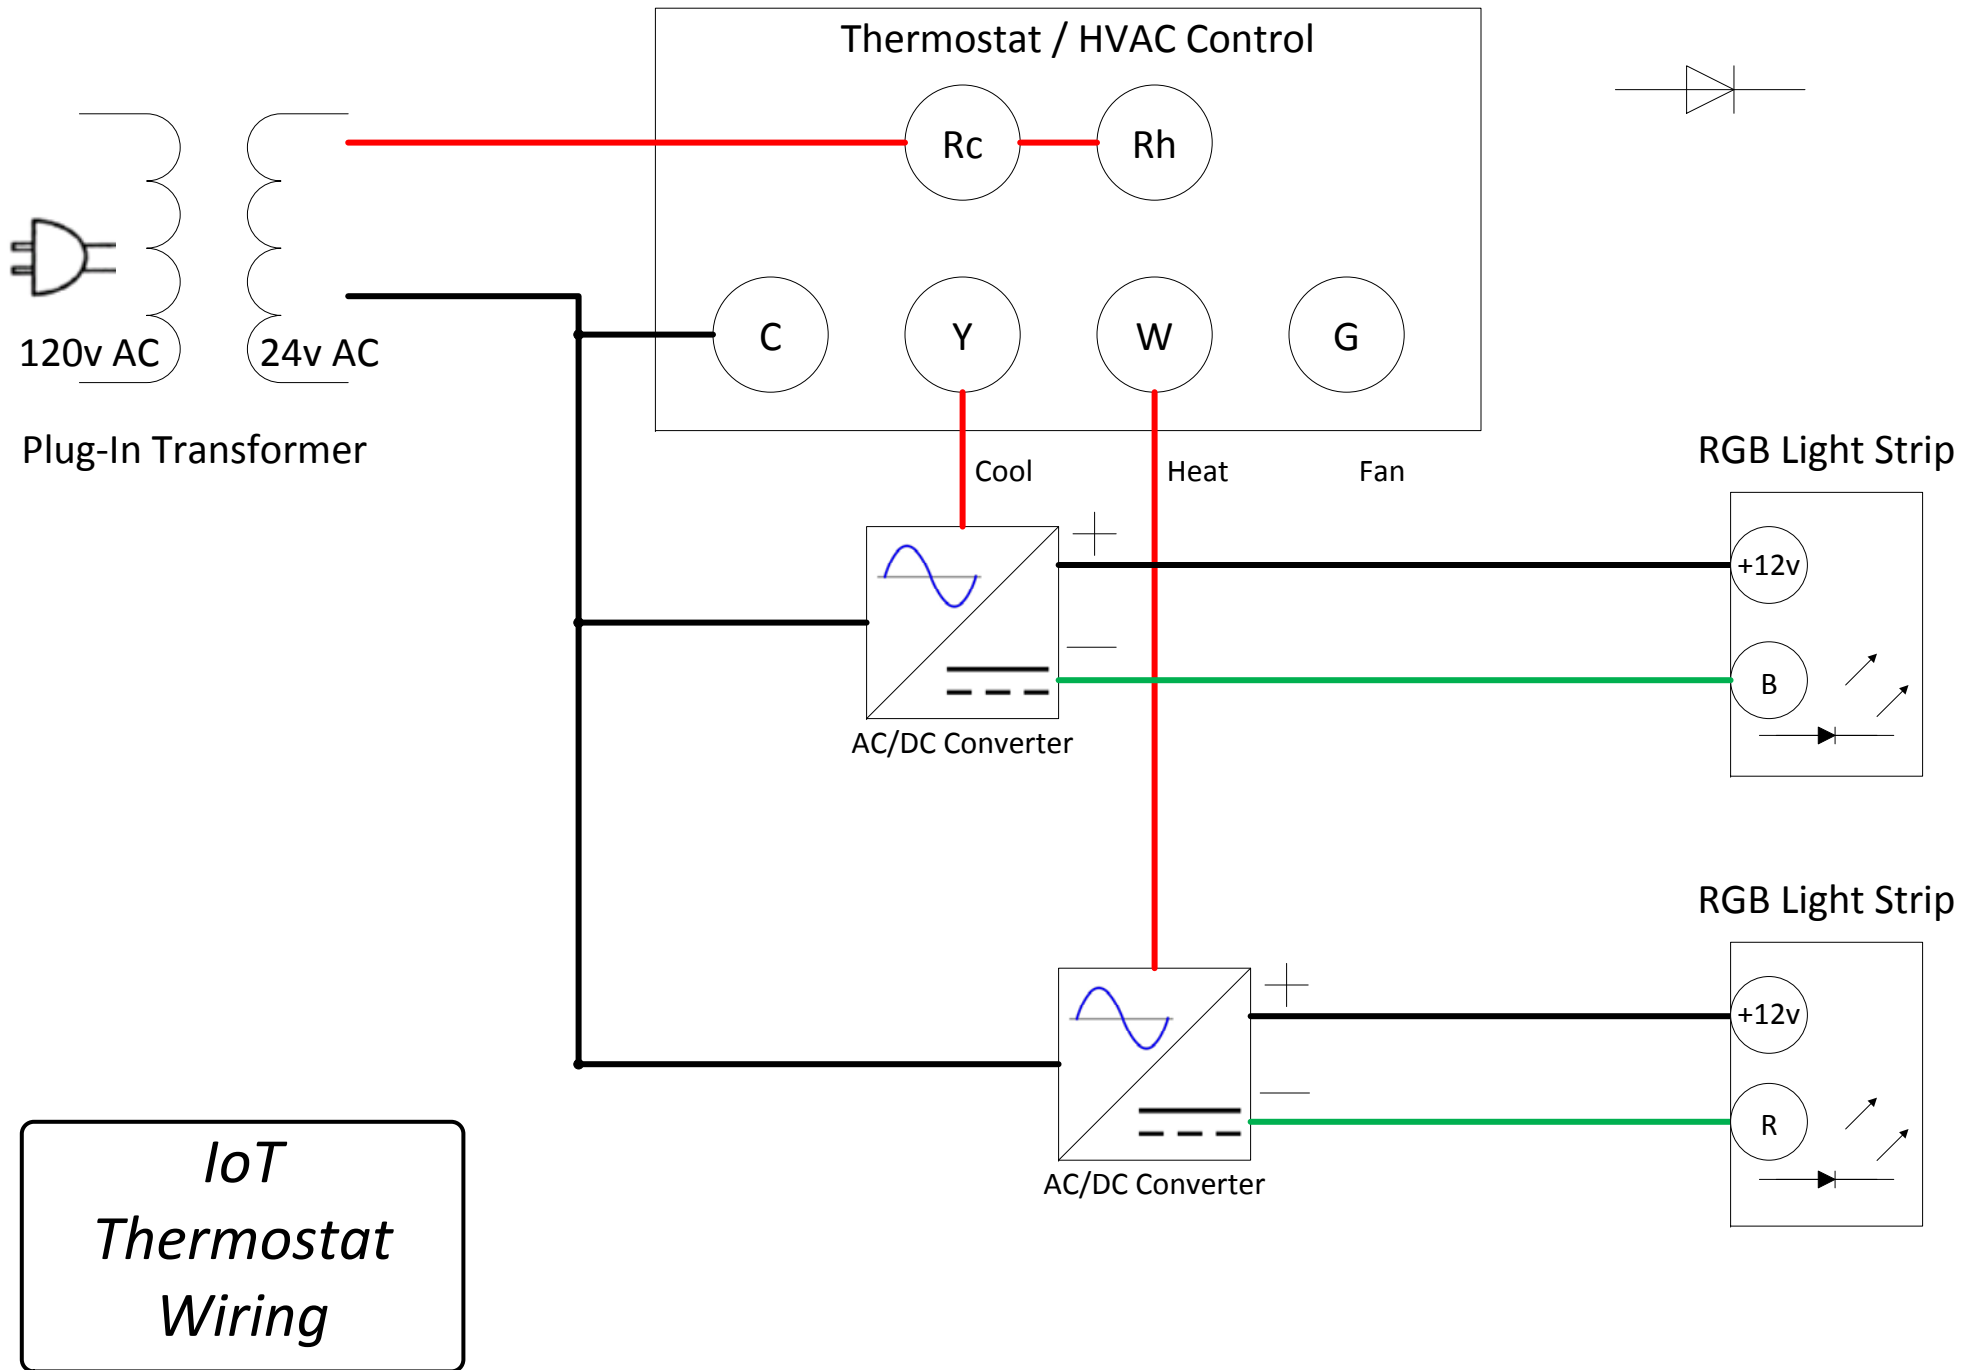 Thermostat / HVAC Control
Rc
Rh
120v AC
24v AC
C
Y
W
G
Plug-In Transformer
Cool
Heat
Fan
RGB Light Strip
+12v
B
AC/DC Converter
RGB Light Strip
+12v
R
AC/DC Converter
IoT
Thermostat
Wiring